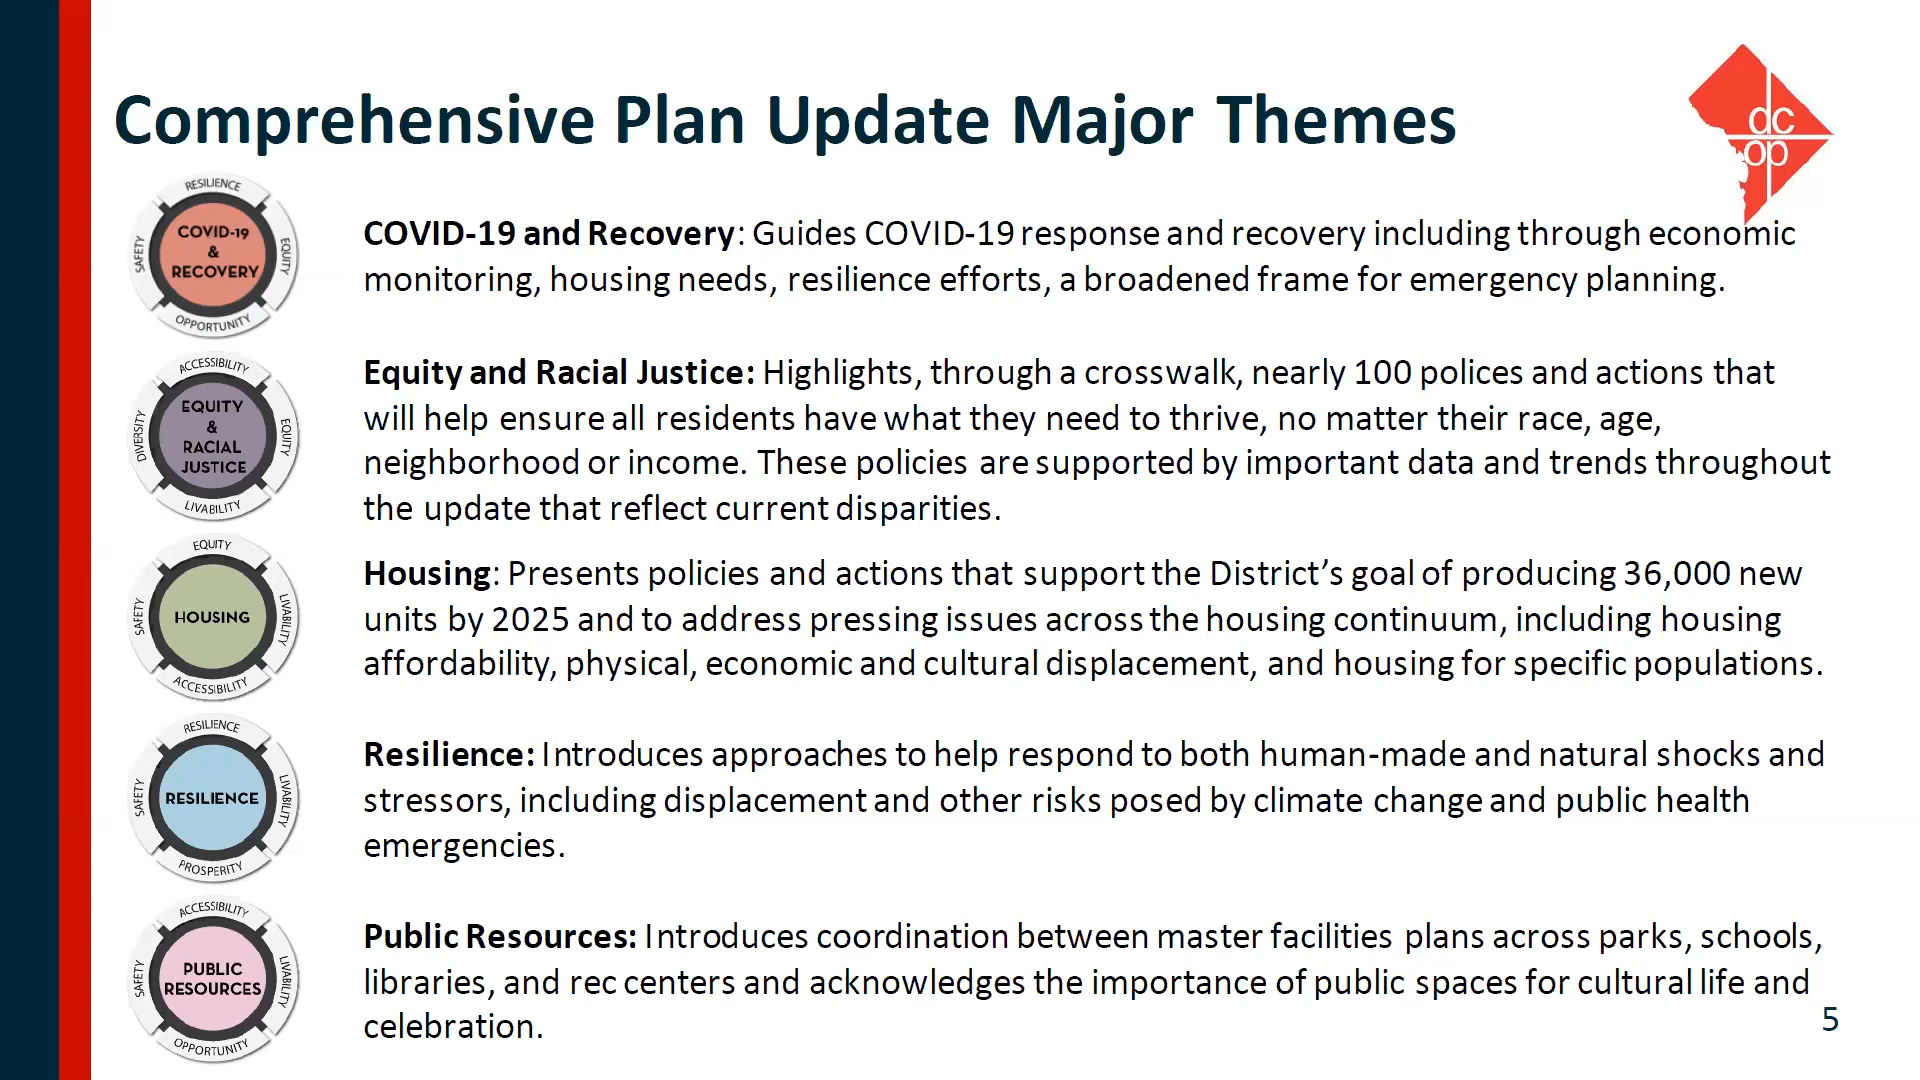 Comprehensive Plan Update Major Themes
dc
op
RESILIENCE
SAFETY
COVID-19
&
RECOVERY
EQUITY
OPPORTUNITY
COVID-19 and Recovery: Guides COVID-19 response and recovery including through economic
monitoring, housing needs, resilience efforts, a broadened frame for emergency planning.
ACCESSIBILITY
DIVERSITY
EQUITY
&
RACIAL
JUSTICE
EQUITY
LIVABILITY
Equity and Racial Justice: Highlights, through a crosswalk, nearly 100 polices and actions that
will help ensure all residents have what they need to thrive, no matter their race, age,
neighborhood or income. These policies are supported by important data and trends throughout
the update that reflect current disparities.
EQUITY
SAFETY
HOUSING
LIVABILITY
ACCESSIBILITY
Housing: Presents policies and actions that support the District’s goal of producing 36,000 new
units by 2025 and to address pressing issues across the housing continuum, including housing
affordability, physical, economic and cultural displacement, and housing for specific populations.
RESILIENCE
SAFETY
RESILIENCE
LIVABILITY
PROSPERITY
Resilience: Introduces approaches to help respond to both human-made and natural shocks and
stressors, including displacement and other risks posed by climate change and public health
emergencies.
ACCESSIBILITY
SAFETY
PUBLIC
RESOURCES
LIVABILITY
OPPORTUNITY
Public Resources: Introduces coordination between master facilities plans across parks, schools,
libraries, and rec centers and acknowledges the importance of public spaces for cultural life and
celebration.
5